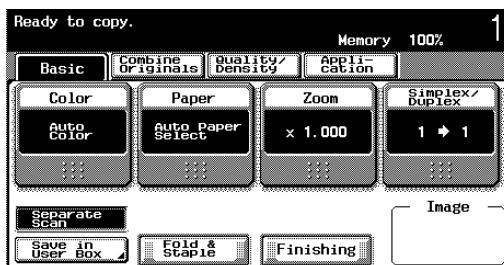 Ready to copy.
1
Memory 100%
Basic
Combine
Originals
Quality/
Density
Appli-
cation
Color
Auto
Color
Paper
Auto Paper
Select
Zoom
× 1.000
Simplex/
Duplex
1 ➔ 1
Separate
Scan
Save in
User Box
Fold &
Staple
Finishing
Image